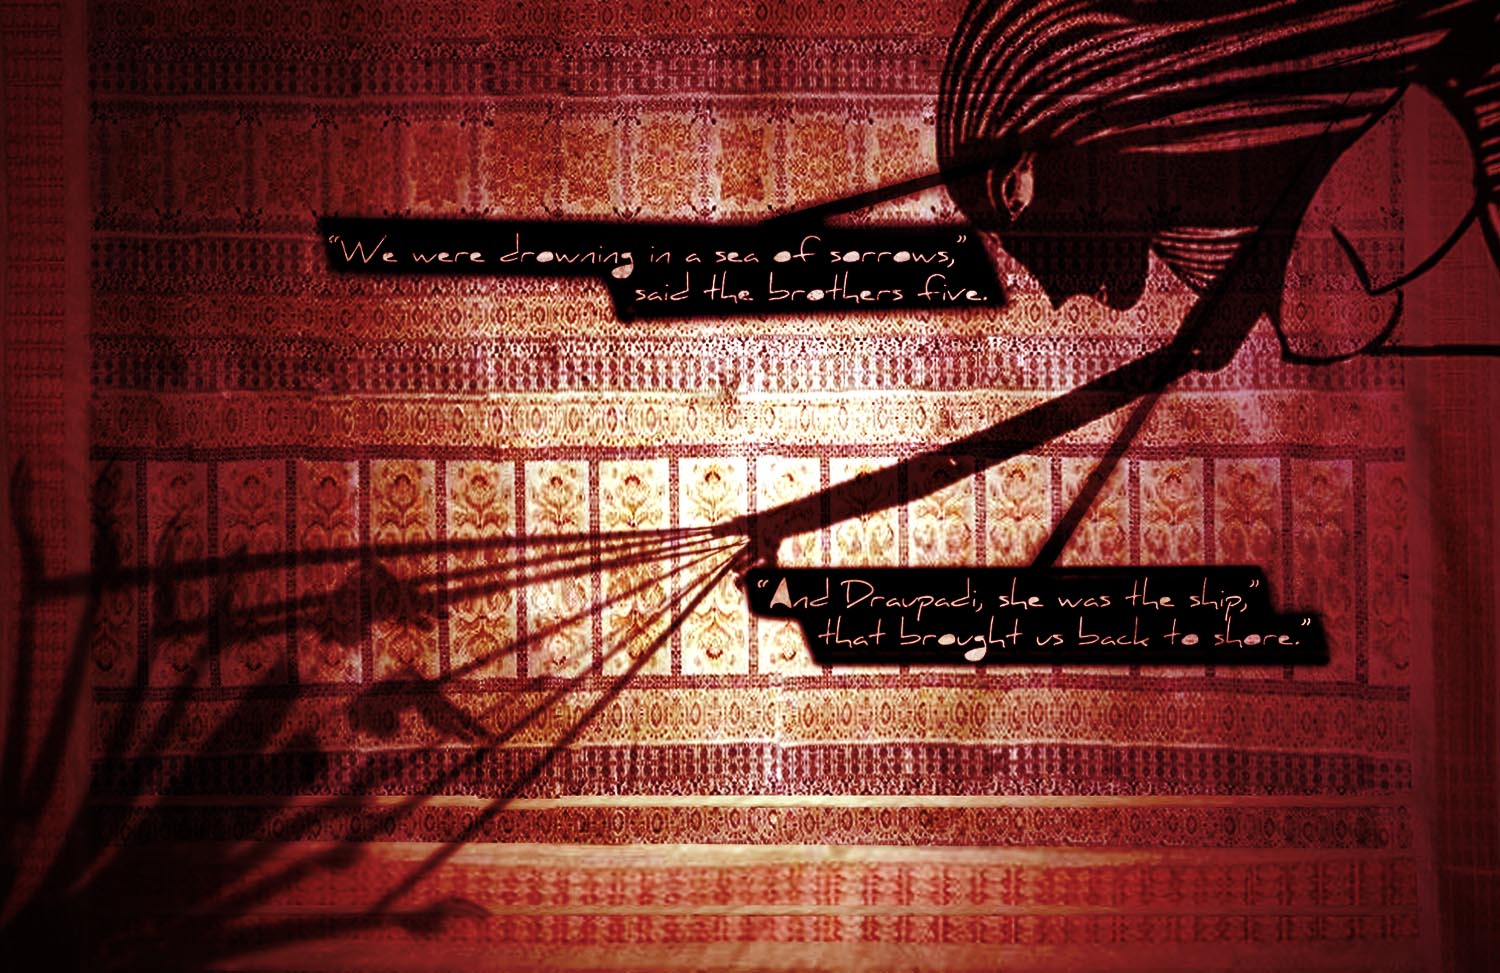 “We were drowning in a sea of sorrows,”
said the brothers five.
“And Draupadi, she was the ship,”
that brought us back to shore.”